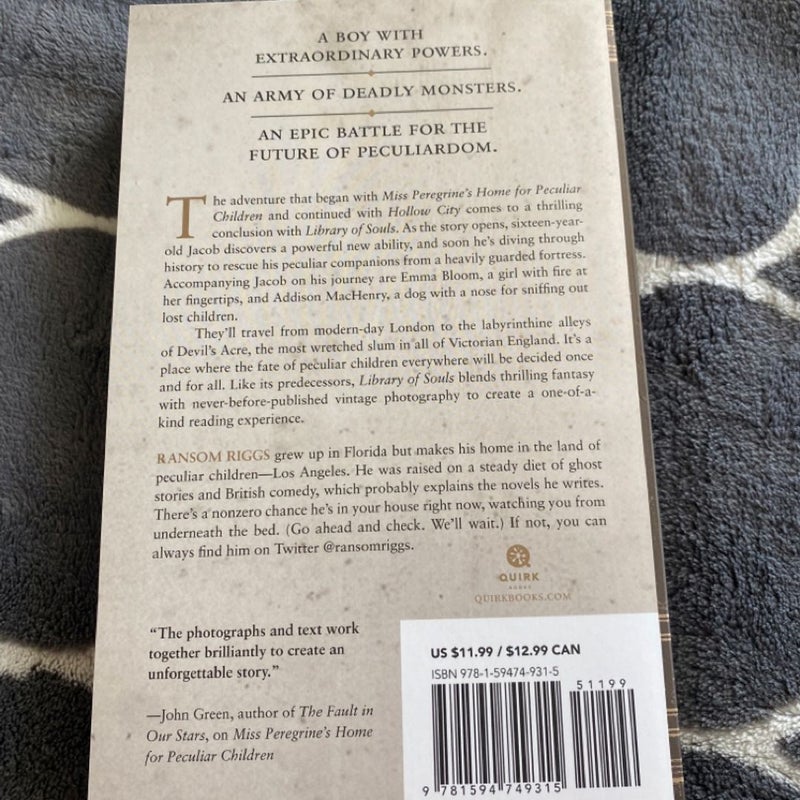 A BOY WITH
EXTRAORDINARY POWERS.
AN ARMY OF DEADLY MONSTERS.
AN EPIC BATTLE FOR THE
FUTURE OF PECULIARDOM.
The adventure that began with Miss Peregrine's Home for Peculiar
Children and continued with Hollow City comes to a thrilling
conclusion with Library of Souls. As the story opens, sixteen-year-
old Jacob discovers a powerful new ability, and soon he's diving through
history to rescue his peculiar companions from a heavily guarded fortress.
Accompanying Jacob on his journey are Emma Bloom, a girl with fire at
her fingertips, and Addison MacHenry, a dog with a nose for sniffing out
lost children.
They'll travel from modern-day London to the labyrinthine alleys
of Devil's Acre, the most wretched slum in all of Victorian England. It's a
place where the fate of peculiar children everywhere will be decided once
and for all. Like its predecessors, Library of Souls blends thrilling fantasy
with never-before-published vintage photography to create a one-of-a-
kind reading experience.
RANSOM RIGGS grew up in Florida but makes his home in the land of
peculiar children—Los Angeles. He was raised on a steady diet of ghost
stories and British comedy, which probably explains the novels he writes.
There's a nonzero chance he's in your house right now, watching you from
underneath the bed. (Go ahead and check. We'll wait.) If not, you can
always find him on Twitter @ransomriggs.
QUIRK
BOOKS
QUIRKBOOKS.COM
"The photographs and text work
together brilliantly to create an
unforgettable story."
—John Green, author of The Fault in
Our Stars, on Miss Peregrine's Home
for Peculiar Children
US $11.99 / $12.99 CAN
ISBN 978-1-59474-931-5
51199
9 781594 749315